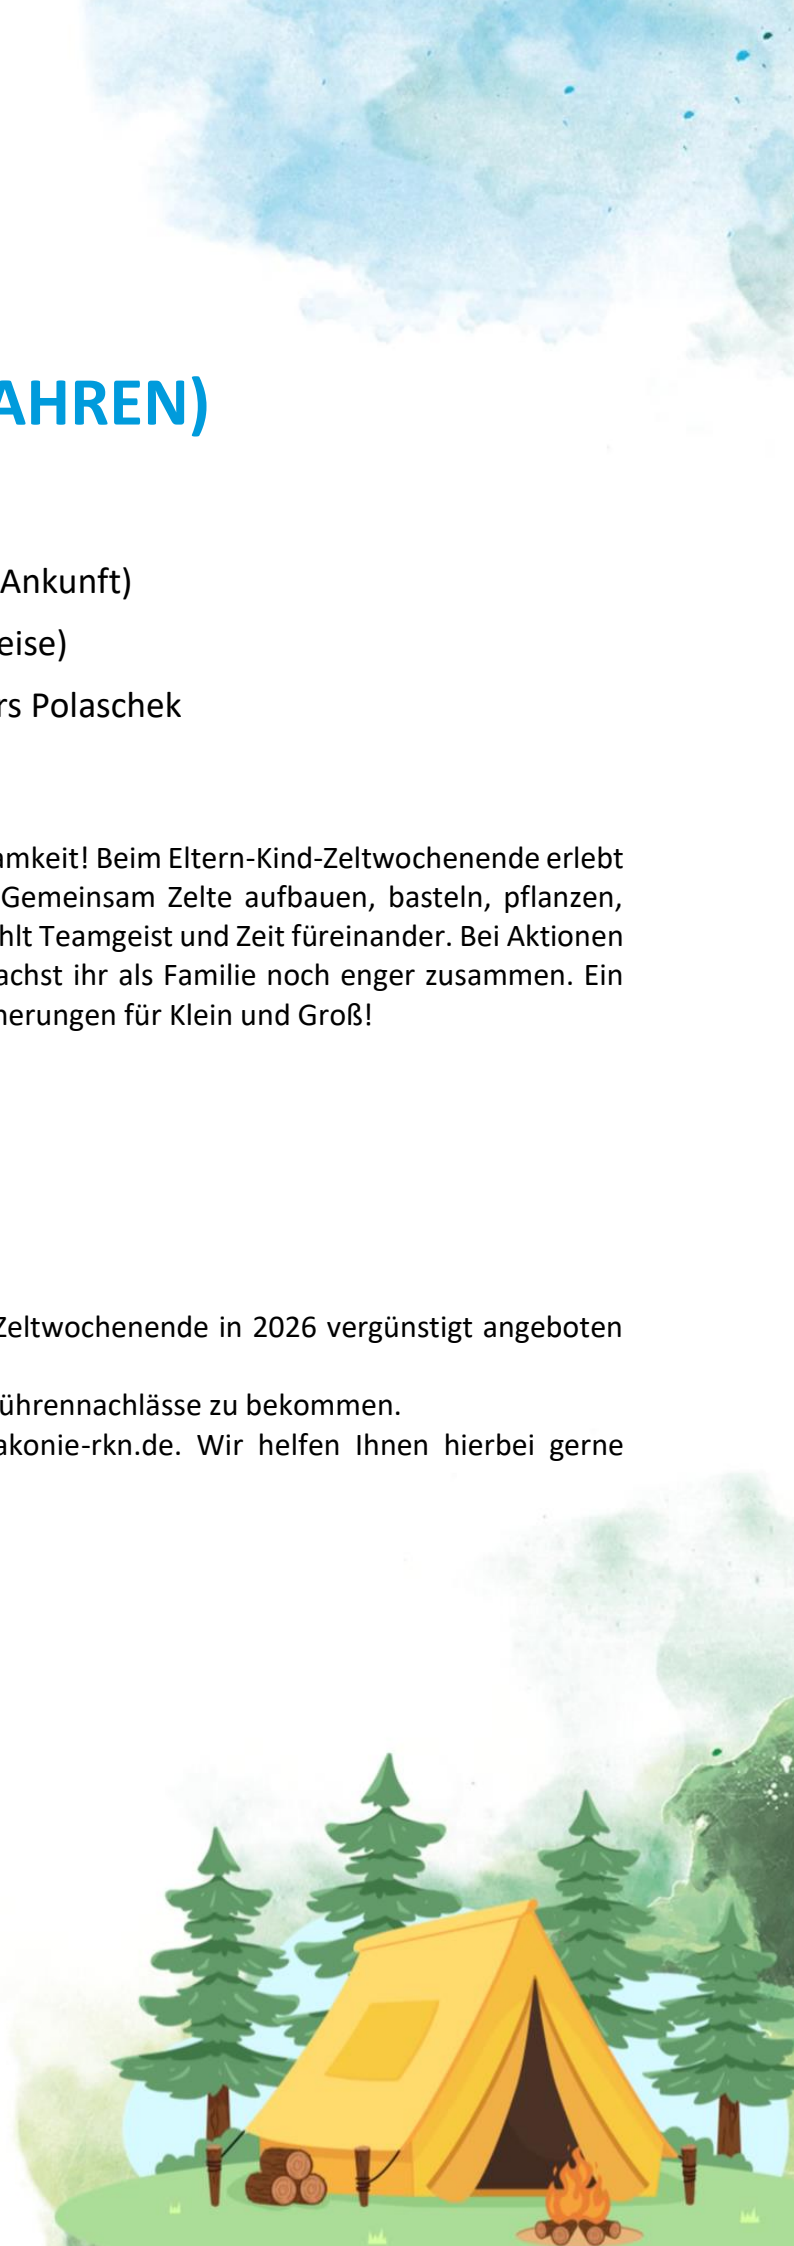 AHREN)
Ankunft)
eise)
rs Polaschek
amkeit! Beim Eltern-Kind-Zeltwochenende erlebt
Gemeinsam Zelte aufbauen, basteln, pflanzen,
hlt Teamgeist und Zeit füreinander. Bei Aktionen
achst ihr als Familie noch enger zusammen. Ein
nerungen für Klein und Groß!
Zeltwochenende in 2026 vergünstigt angeboten
ührennachlässe zu bekommen.
akonie-rkn.de. Wir helfen Ihnen hierbei gerne